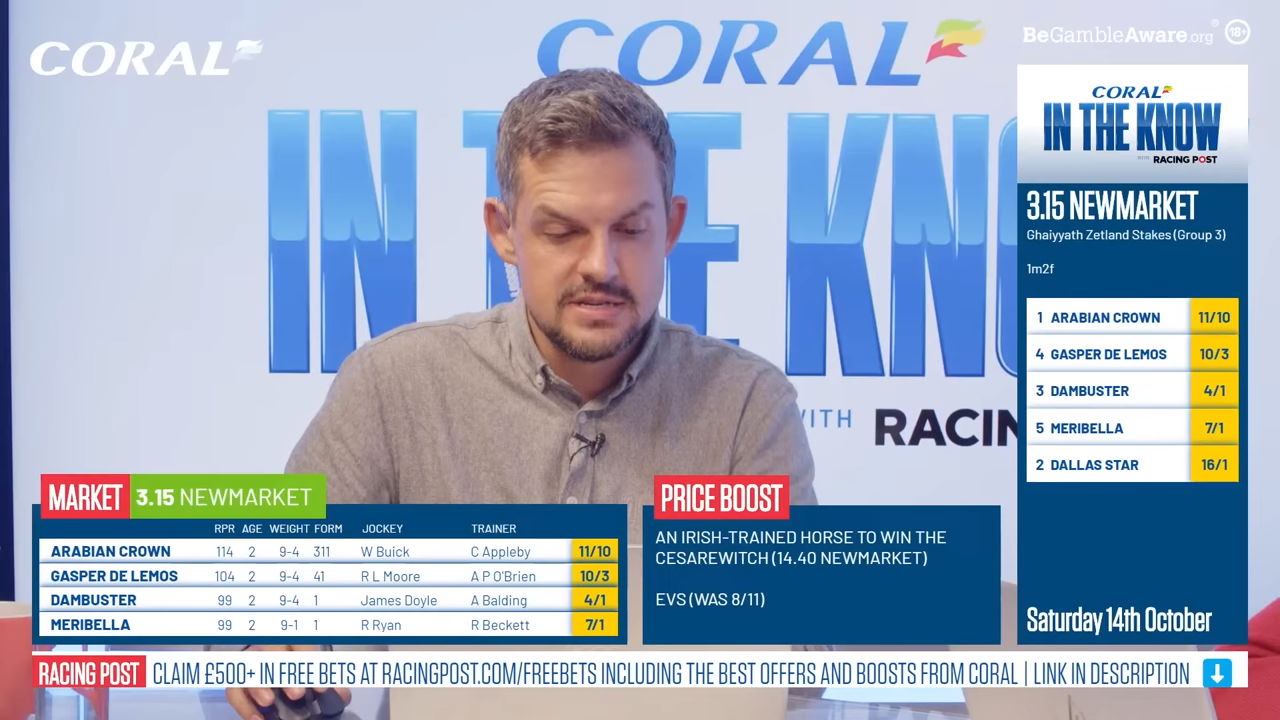 CORAL
CORAL
BeGambleAware.org® 18+
IN THE KNO
WITH RACIN
CORAL
IN THE KNOW
WITH RACING POST
3.15 NEWMARKET
Ghaiyyath Zetland Stakes (Group 3)
1m2f
1 ARABIAN CROWN 11/10
4 GASPER DE LEMOS 10/3
3 DAMBUSTER 4/1
5 MERIBELLA 7/1
2 DALLAS STAR 16/1
Saturday 14th October
MARKET 3.15 NEWMARKET
RPR AGE WEIGHT FORM JOCKEY TRAINER
ARABIAN CROWN 114 2 9-4 311 W Buick C Appleby 11/10
GASPER DE LEMOS 104 2 9-4 41 R L Moore A P O'Brien 10/3
DAMBUSTER 99 2 9-4 1 James Doyle A Balding 4/1
MERIBELLA 99 2 9-1 1 R Ryan R Beckett 7/1
PRICE BOOST
AN IRISH-TRAINED HORSE TO WIN THE
CESAREWITCH (14.40 NEWMARKET)
EVS (WAS 8/11)
RACING POST CLAIM £500+ IN FREE BETS AT RACINGPOST.COM/FREEBETS INCLUDING THE BEST OFFERS AND BOOSTS FROM CORAL | LINK IN DESCRIPTION